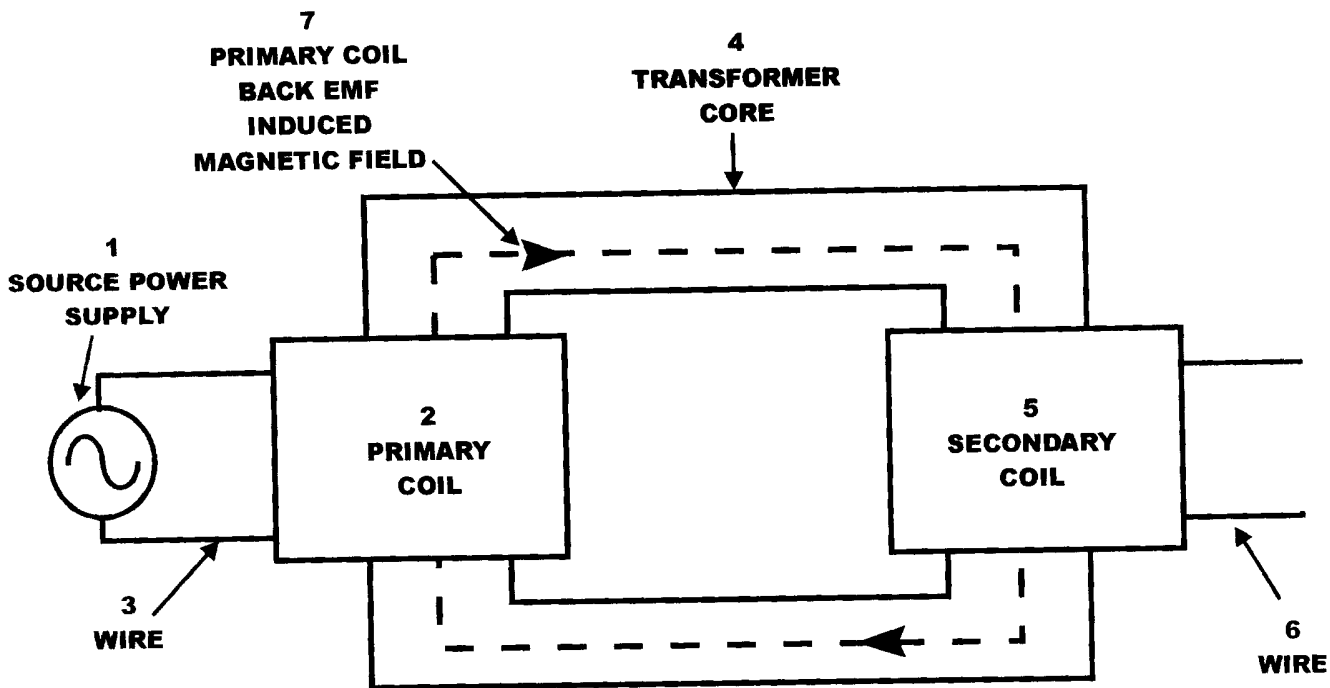 7
PRIMARY COIL
BACK EMF
INDUCED
MAGNETIC FIELD
4
TRANSFORMER
CORE
1
SOURCE POWER
SUPPLY
2
PRIMARY
COIL
5
SECONDARY
COIL
3
WIRE
6
WIRE